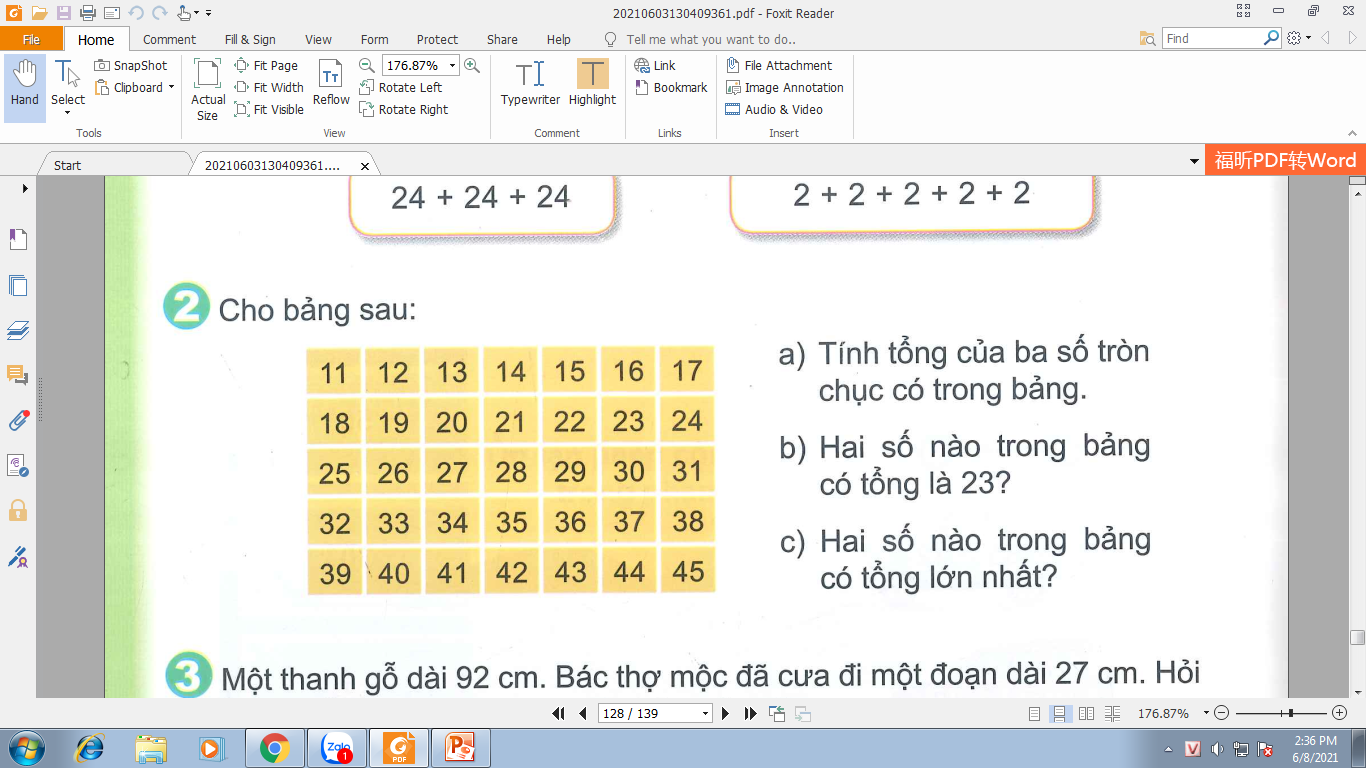 20210603130409361.pdf - Foxit Reader
File Home Comment Fill & Sign View Form Protect Share Help Tell me what you want to do.. Find
Hand
Select
SnapShot
Clipboard
Tools
Actual
Size
Fit Page
Fit Width
Fit Visible
Reflow
176.87%
Rotate Left
Rotate Right
View
Typewriter
Highlight
Comment
Link
Bookmark
Links
File Attachment
Image Annotation
Audio & Video
Insert
Start
20210603130409361....
福昕PDF转Word
24 + 24 + 24
2 + 2 + 2 + 2 + 2
2 Cho bảng sau:
11 12 13 14 15 16 17
18 19 20 21 22 23 24
25 26 27 28 29 30 31
32 33 34 35 36 37 38
39 40 41 42 43 44 45
a) Tính tổng của ba số tròn
chục có trong bảng.
b) Hai số nào trong bảng
có tổng là 23?
c) Hai số nào trong bảng
có tổng lớn nhất?
3 Một thanh gỗ dài 92 cm. Bác thợ mộc đã cưa đi một đoạn dài 27 cm. Hỏi
128 / 139
176.87%
Zalo
1
PDF
V
2:36 PM
6/8/2021